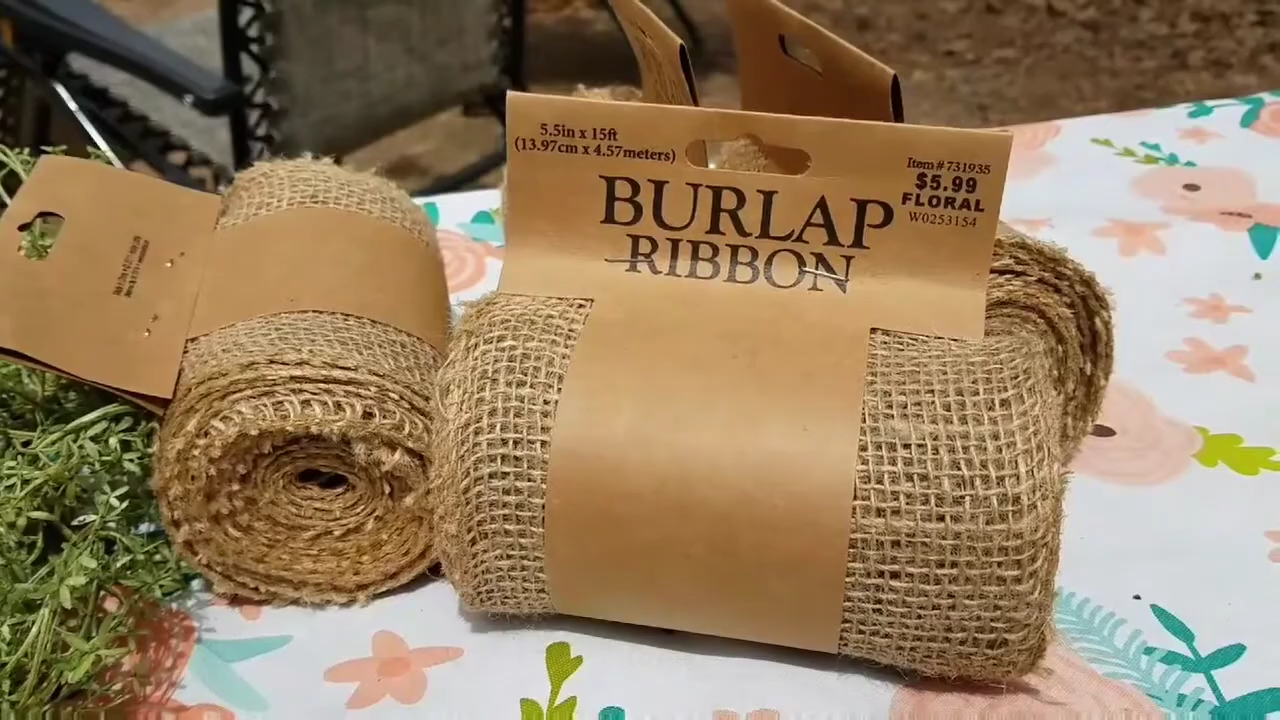 5.5in x 15ft
(13.97cm x 4.57meters)
BURLAP
RIBBON
Item # 731935
$5.99
FLORAL
W0253154